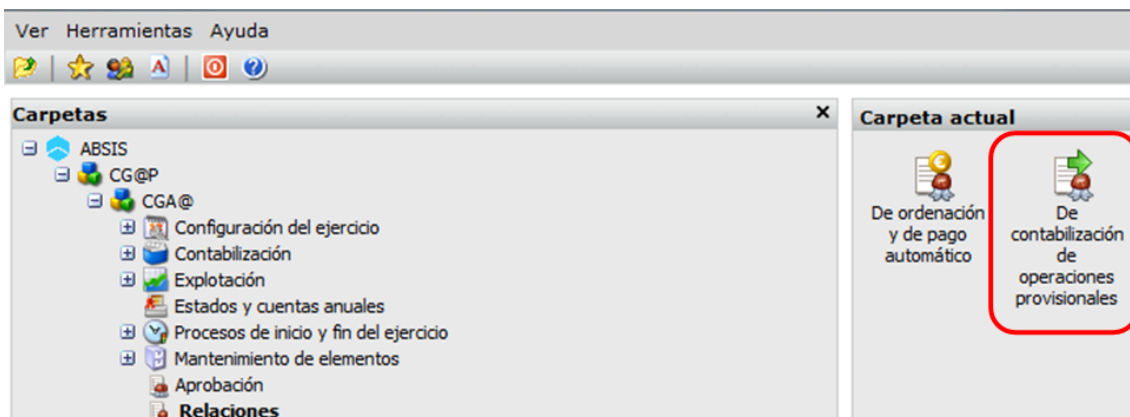 Ver Herramientas Ayuda
Carpetas
ABSIS
CG@P
CGA@
Configuración del ejercicio
Contabilización
Explotación
Estados y cuentas anuales
Procesos de inicio y fin del ejercicio
Mantenimiento de elementos
Aprobación
Relaciones
Carpeta actual
De ordenación
y de pago
automático
De
contabilización
de
operaciones
provisionales